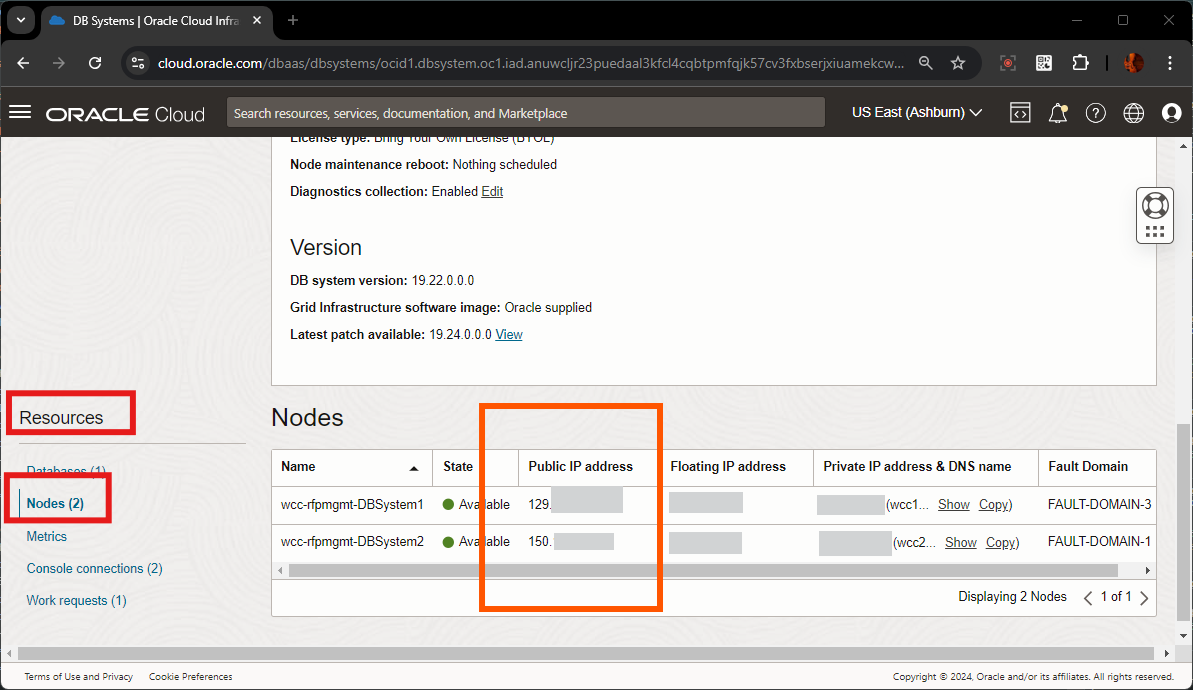 DB Systems | Oracle Cloud Infra
cloud.oracle.com/dbaas/dbsystems/ocid1.dbsystem.oc1.iad.anuwcljr23puedaal3kfcl4cqbtpmfqjk57cv3fxbserjxiuamekcw...
ORACLE Cloud
Search resources, services, documentation, and Marketplace
US East (Ashburn)
License type: Bring Your Own License (BYOL)
Node maintenance reboot: Nothing scheduled
Diagnostics collection: Enabled Edit
Version
DB system version: 19.22.0.0.0
Grid Infrastructure software image: Oracle supplied
Latest patch available: 19.24.0.0.0 View
Resources
Databases (1)
Nodes (2)
Metrics
Console connections (2)
Work requests (1)
Nodes
Name State Public IP address Floating IP address Private IP address & DNS name Fault Domain
wcc-rfpmgmt-DBSystem1 Available 129. (wcc1... Show Copy) FAULT-DOMAIN-3
wcc-rfpmgmt-DBSystem2 Available 150. (wcc2... Show Copy) FAULT-DOMAIN-1
Displaying 2 Nodes 1 of 1
Terms of Use and Privacy Cookie Preferences
Copyright © 2024, Oracle and/or its affiliates. All rights reserved.